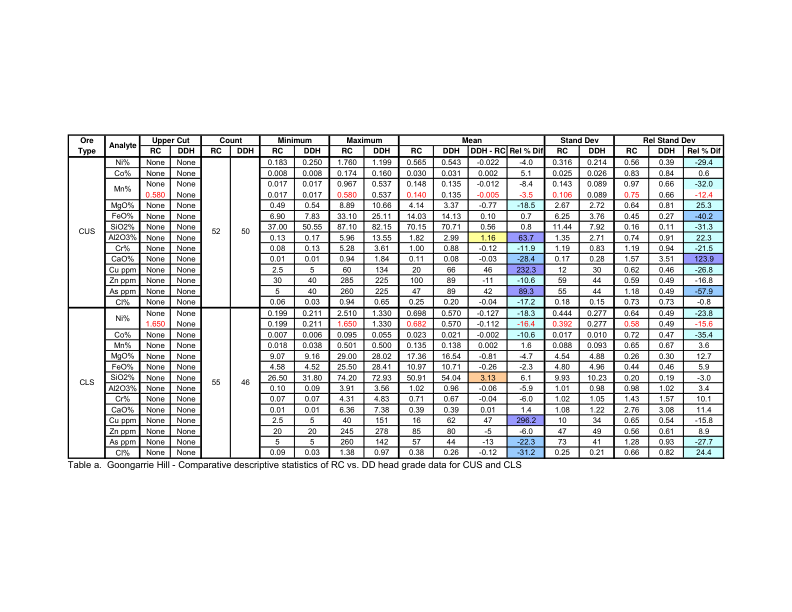 Ore Type Analyte Upper Cut Count Minimum Maximum Mean Stand Dev Rel Stand Dev
RC DDH RC DDH RC DDH RC DDH RC DDH DDH - RC Rel % Dif RC DDH RC DDH Rel % Dif
CUS 52 50
Ni% None None 0.183 0.250 1.760 1.199 0.565 0.543 -0.022 -4.0 0.316 0.214 0.56 0.39 -29.4
Co% None None 0.008 0.008 0.174 0.160 0.030 0.031 0.002 5.1 0.025 0.026 0.83 0.84 0.6
Mn% None None 0.017 0.017 0.967 0.537 0.148 0.135 -0.012 -8.4 0.143 0.089 0.97 0.66 -32.0
0.580 None 0.017 0.017 0.580 0.537 0.140 0.135 -0.005 -3.5 0.106 0.089 0.75 0.66 -12.4
MgO% None None 0.49 0.54 8.89 10.66 4.14 3.37 -0.77 -18.5 2.67 2.72 0.64 0.81 25.3
FeO% None None 6.90 7.83 33.10 25.11 14.03 14.13 0.10 0.7 6.25 3.76 0.45 0.27 -40.2
SiO2% None None 37.00 50.55 87.10 82.15 70.15 70.71 0.56 0.8 11.44 7.92 0.16 0.11 -31.3
Al2O3% None None 0.13 0.17 5.96 13.55 1.82 2.99 1.16 63.7 1.35 2.71 0.74 0.91 22.3
Cr% None None 0.08 0.13 5.28 3.61 1.00 0.88 -0.12 -11.9 1.19 0.83 1.19 0.94 -21.5
CaO% None None 0.01 0.01 0.94 1.84 0.11 0.08 -0.03 -28.4 0.17 0.28 1.57 3.51 123.9
Cu ppm None None 2.5 5 60 134 20 66 46 232.3 12 30 0.62 0.46 -26.8
Zn ppm None None 30 40 285 225 100 89 -11 -10.6 59 44 0.59 0.49 -16.8
As ppm None None 5 40 260 225 47 89 42 89.3 55 44 1.18 0.49 -57.9
Cl% None None 0.06 0.03 0.94 0.65 0.25 0.20 -0.04 -17.2 0.18 0.15 0.73 0.73 -0.8
CLS 55 46
Ni% None None 0.199 0.211 2.510 1.330 0.698 0.570 -0.127 -18.3 0.444 0.277 0.64 0.49 -23.8
1.650 None 0.199 0.211 1.650 1.330 0.682 0.570 -0.112 -16.4 0.392 0.277 0.58 0.49 -15.6
Co% None None 0.007 0.006 0.095 0.055 0.023 0.021 -0.002 -10.6 0.017 0.010 0.72 0.47 -35.4
Mn% None None 0.018 0.038 0.501 0.500 0.135 0.138 0.002 1.6 0.088 0.093 0.65 0.67 3.6
MgO% None None 9.07 9.16 29.00 28.02 17.36 16.54 -0.81 -4.7 4.54 4.88 0.26 0.30 12.7
FeO% None None 4.58 4.52 25.50 28.41 10.97 10.71 -0.26 -2.3 4.80 4.96 0.44 0.46 5.9
SiO2% None None 26.50 31.80 74.20 72.93 50.91 54.04 3.13 6.1 9.93 10.23 0.20 0.19 -3.0
Al2O3% None None 0.10 0.09 3.91 3.56 1.02 0.96 -0.06 -5.9 1.01 0.98 0.98 1.02 3.4
Cr% None None 0.07 0.07 4.31 4.83 0.71 0.67 -0.04 -6.0 1.02 1.05 1.43 1.57 10.1
CaO% None None 0.01 0.01 6.36 7.38 0.39 0.39 0.01 1.4 1.08 1.22 2.76 3.08 11.4
Cu ppm None None 2.5 5 40 151 16 62 47 296.2 10 34 0.65 0.54 -15.8
Zn ppm None None 20 20 245 278 85 80 -5 -6.0 47 49 0.56 0.61 8.9
As ppm None None 5 5 260 142 57 44 -13 -22.3 73 41 1.28 0.93 -27.7
Cl% None None 0.09 0.03 1.38 0.97 0.38 0.26 -0.12 -31.2 0.25 0.21 0.66 0.82 24.4
Table a. Goongarrie Hill - Comparative descriptive statistics of RC vs. DD head grade data for CUS and CLS